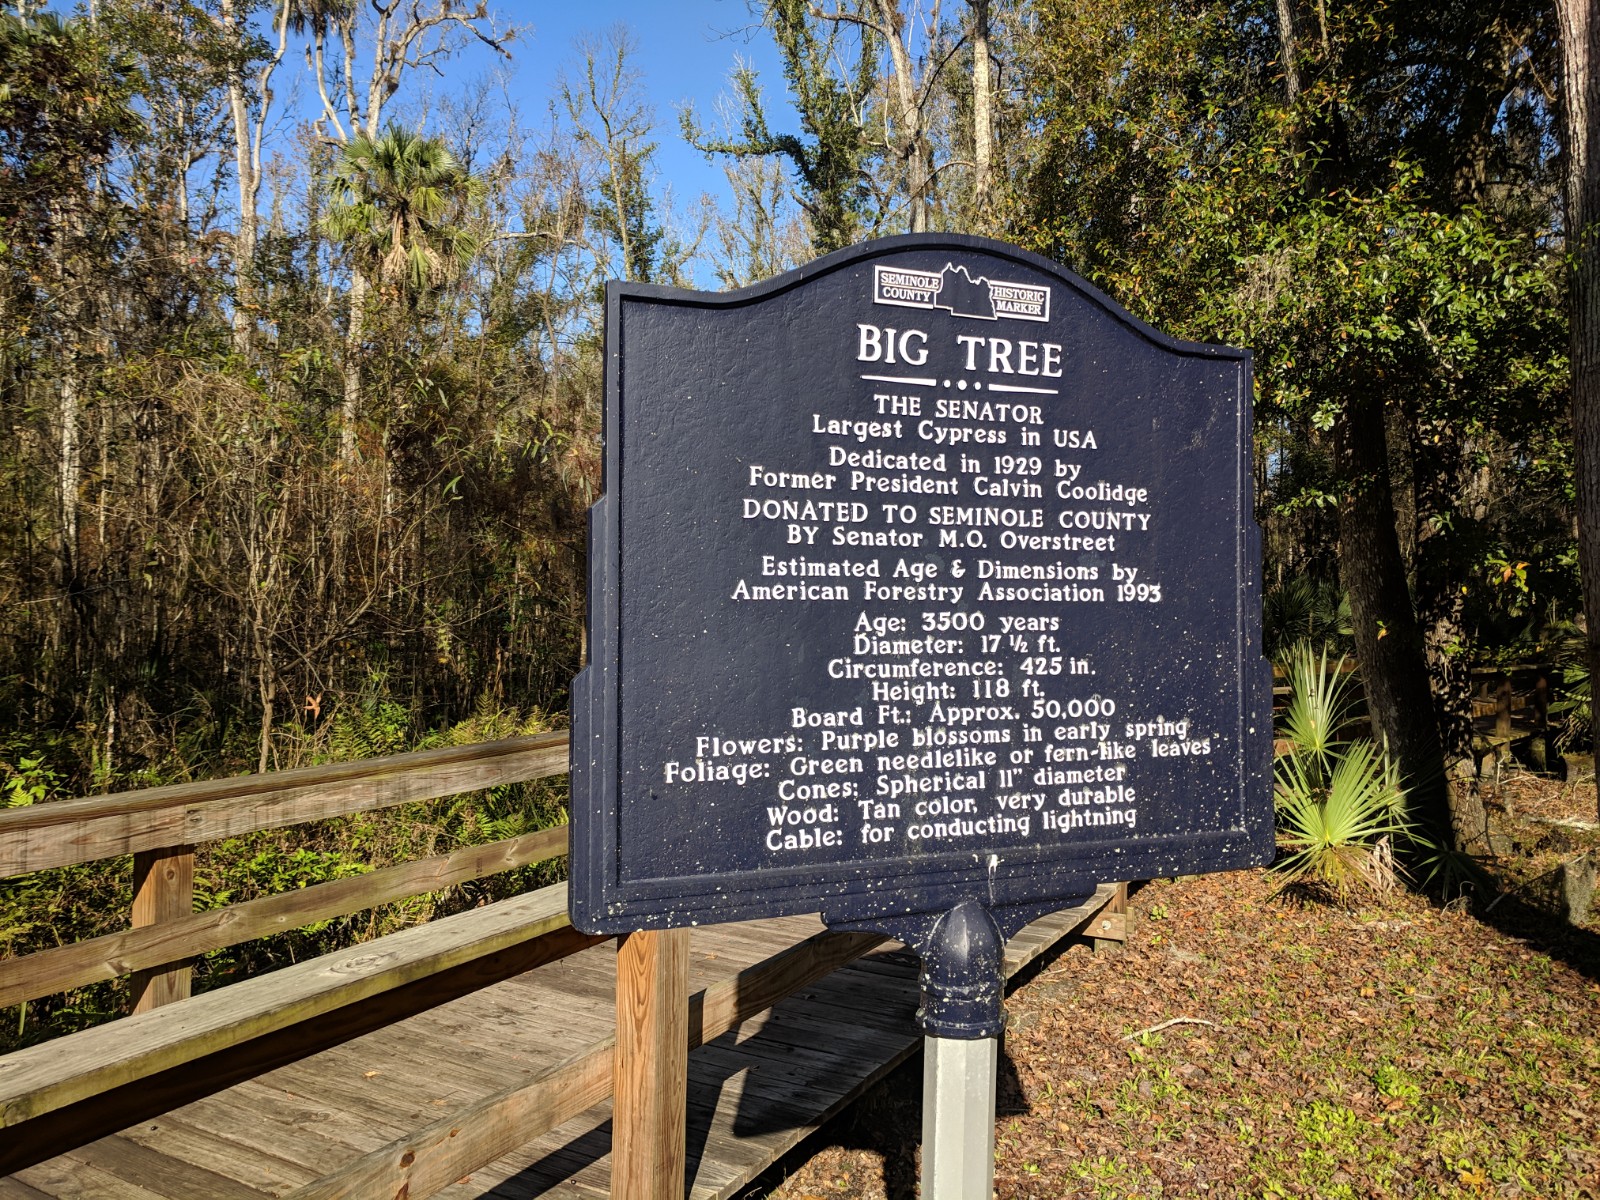 SEMINOLE COUNTY
HISTORIC MARKER
BIG TREE
THE SENATOR
Largest Cypress in USA
Dedicated in 1929 by
Former President Calvin Coolidge
DONATED TO SEMINOLE COUNTY
BY Senator M.O. Overstreet
Estimated Age & Dimensions by
American Forestry Association 1993
Age: 3500 years
Diameter: 17 ½ ft.
Circumference: 425 in.
Height: 118 ft.
Board Ft.: Approx. 50,000
Flowers: Purple blossoms in early spring
Foliage: Green needlelike or fern-like leaves
Cones: Spherical 11" diameter
Wood: Tan color, very durable
Cable: for conducting lightning